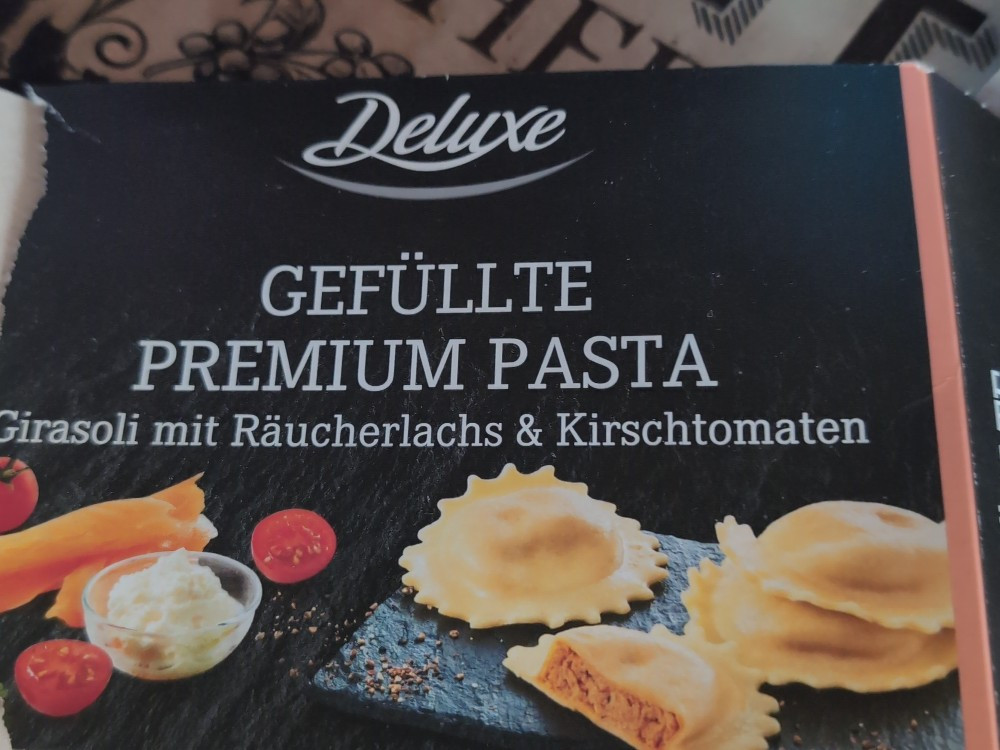 Deluxe
GEFÜLLTE
PREMIUM PASTA
Girasoli mit Räucherlachs & Kirschtomaten